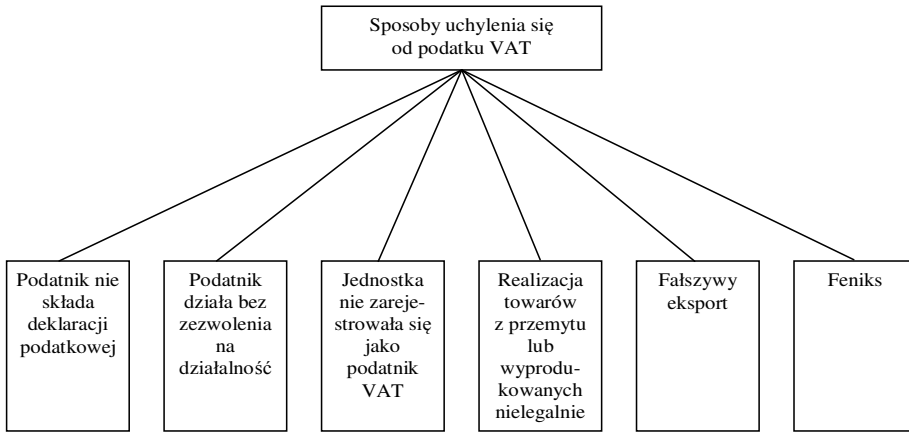 Sposoby uchylenia się
od podatku VAT
Podatnik nie
składa
deklaracji
podatkowej
Podatnik
działa bez
zezwolenia
na
działalność
Jednostka
nie zareje-
strowała się
jako
podatnik
VAT
Realizacja
towarów
z przemytu
lub
wyprodu-
kowanych
nielegalnie
Fałszywy
eksport
Feniks